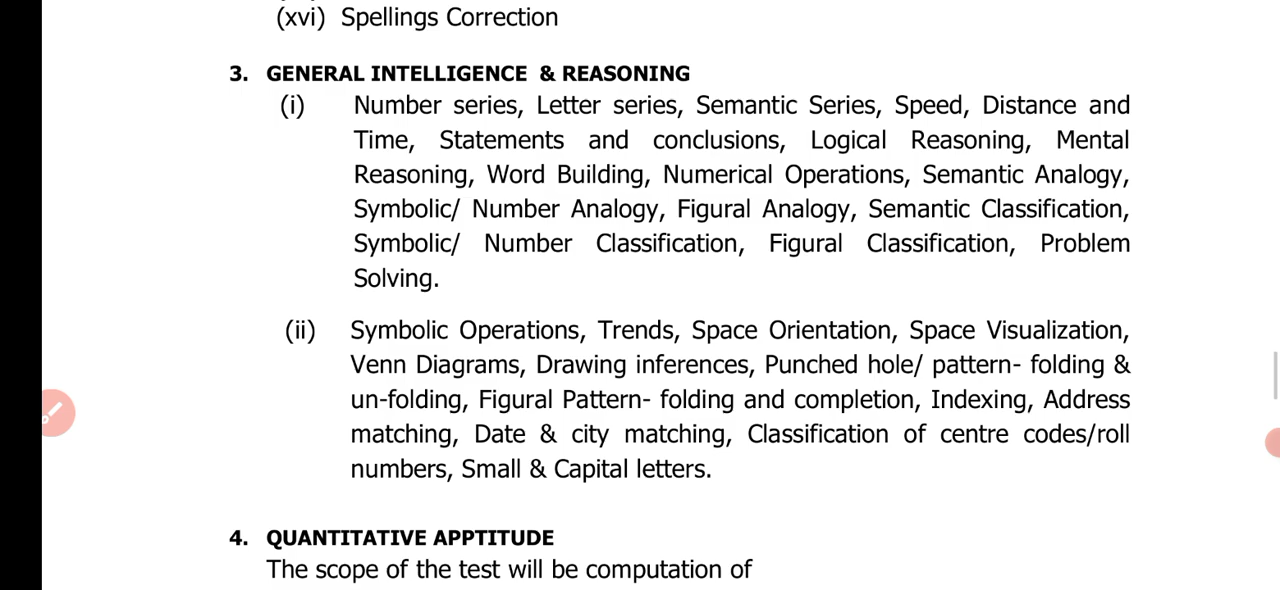 (xvi) Spellings Correction
3. GENERAL INTELLIGENCE & REASONING
(i) Number series, Letter series, Semantic Series, Speed, Distance and
Time, Statements and conclusions, Logical Reasoning, Mental
Reasoning, Word Building, Numerical Operations, Semantic Analogy,
Symbolic/ Number Analogy, Figural Analogy, Semantic Classification,
Symbolic/ Number Classification, Figural Classification, Problem
Solving.
(ii) Symbolic Operations, Trends, Space Orientation, Space Visualization,
Venn Diagrams, Drawing inferences, Punched hole/ pattern- folding &
un-folding, Figural Pattern- folding and completion, Indexing, Address
matching, Date & city matching, Classification of centre codes/roll
numbers, Small & Capital letters.
4. QUANTITATIVE APPTITUDE
The scope of the test will be computation of